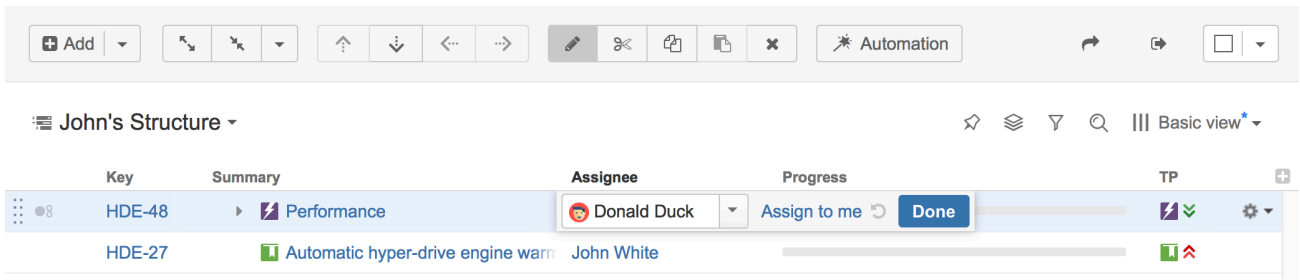 Add
Automation
John's Structure
Basic view*
Key Summary Assignee Progress TP
HDE-48 Performance Donald Duck Assign to me Done
HDE-27 Automatic hyper-drive engine warn John White